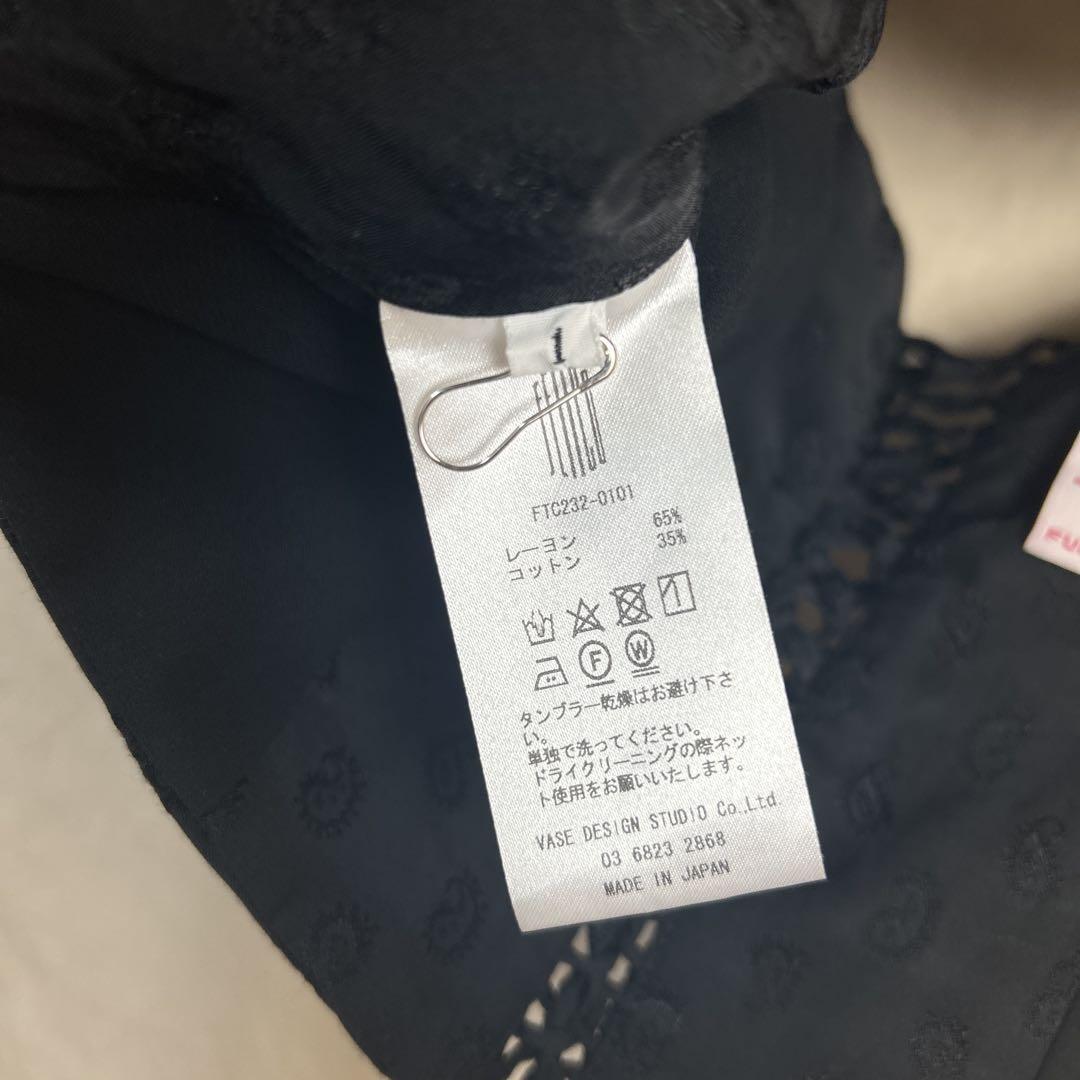 1
FETICO
FTC232-0101
レーヨン 65%
コットン 35%
F W
タンブラー乾燥はお避け下さ
い。
単独で洗ってください。
ドライクリーニングの際ネッ
ト使用をお願いいたします。
VASE DESIGN STUDIO Co.,Ltd.
03 6823 2868
MADE IN JAPAN